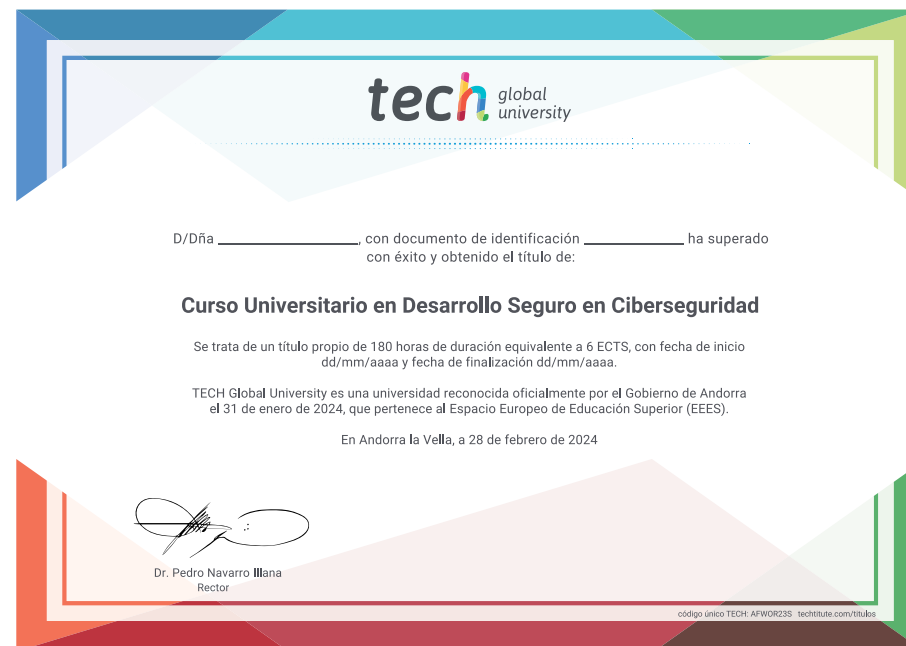 tech global university
D/Dña ________________, con documento de identificación ____________ ha superado
con éxito y obtenido el título de:
Curso Universitario en Desarrollo Seguro en Ciberseguridad
Se trata de un título propio de 180 horas de duración equivalente a 6 ECTS, con fecha de inicio
dd/mm/aaaa y fecha de finalización dd/mm/aaaa.
TECH Global University es una universidad reconocida oficialmente por el Gobierno de Andorra
el 31 de enero de 2024, que pertenece al Espacio Europeo de Educación Superior (EEES).
En Andorra la Vella, a 28 de febrero de 2024
Dr. Pedro Navarro Illana
Rector
código único TECH: AFWOR23S techtitute.com/titulos